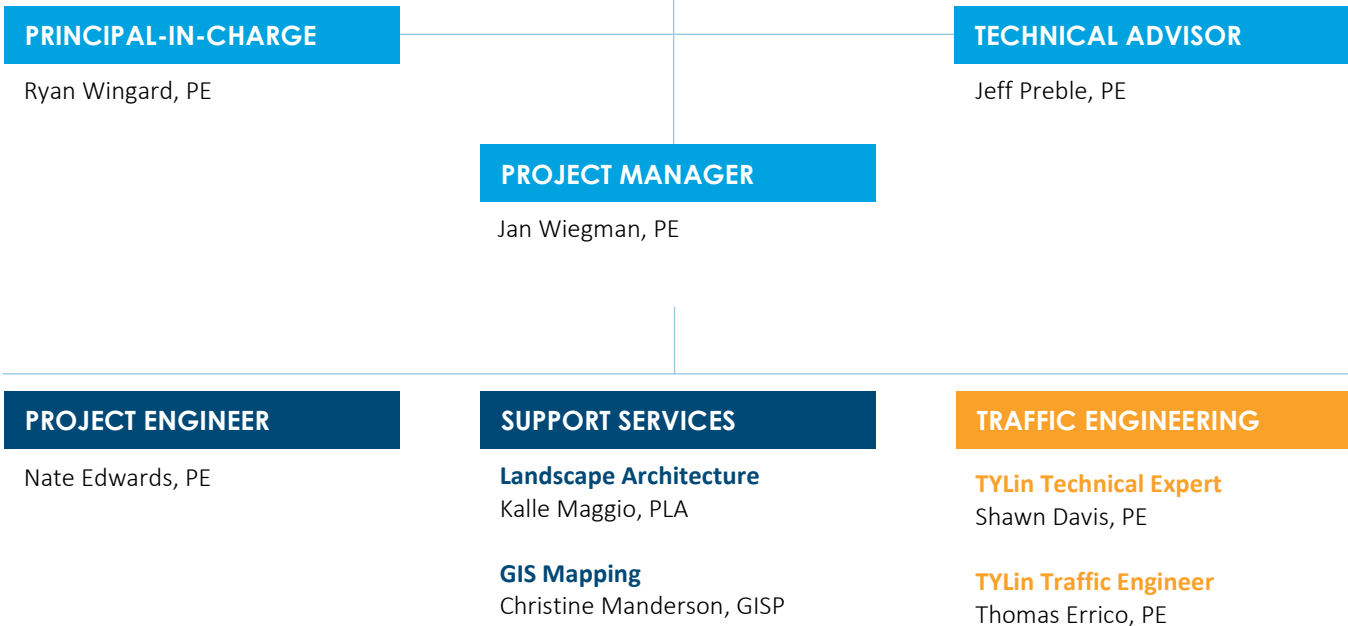 PRINCIPAL-IN-CHARGE
Ryan Wingard, PE
TECHNICAL ADVISOR
Jeff Preble, PE
PROJECT MANAGER
Jan Wiegman, PE
PROJECT ENGINEER
Nate Edwards, PE
SUPPORT SERVICES
Landscape Architecture
Kalle Maggio, PLA
GIS Mapping
Christine Manderson, GISP
TRAFFIC ENGINEERING
TYLin Technical Expert
Shawn Davis, PE
TYLin Traffic Engineer
Thomas Errico, PE